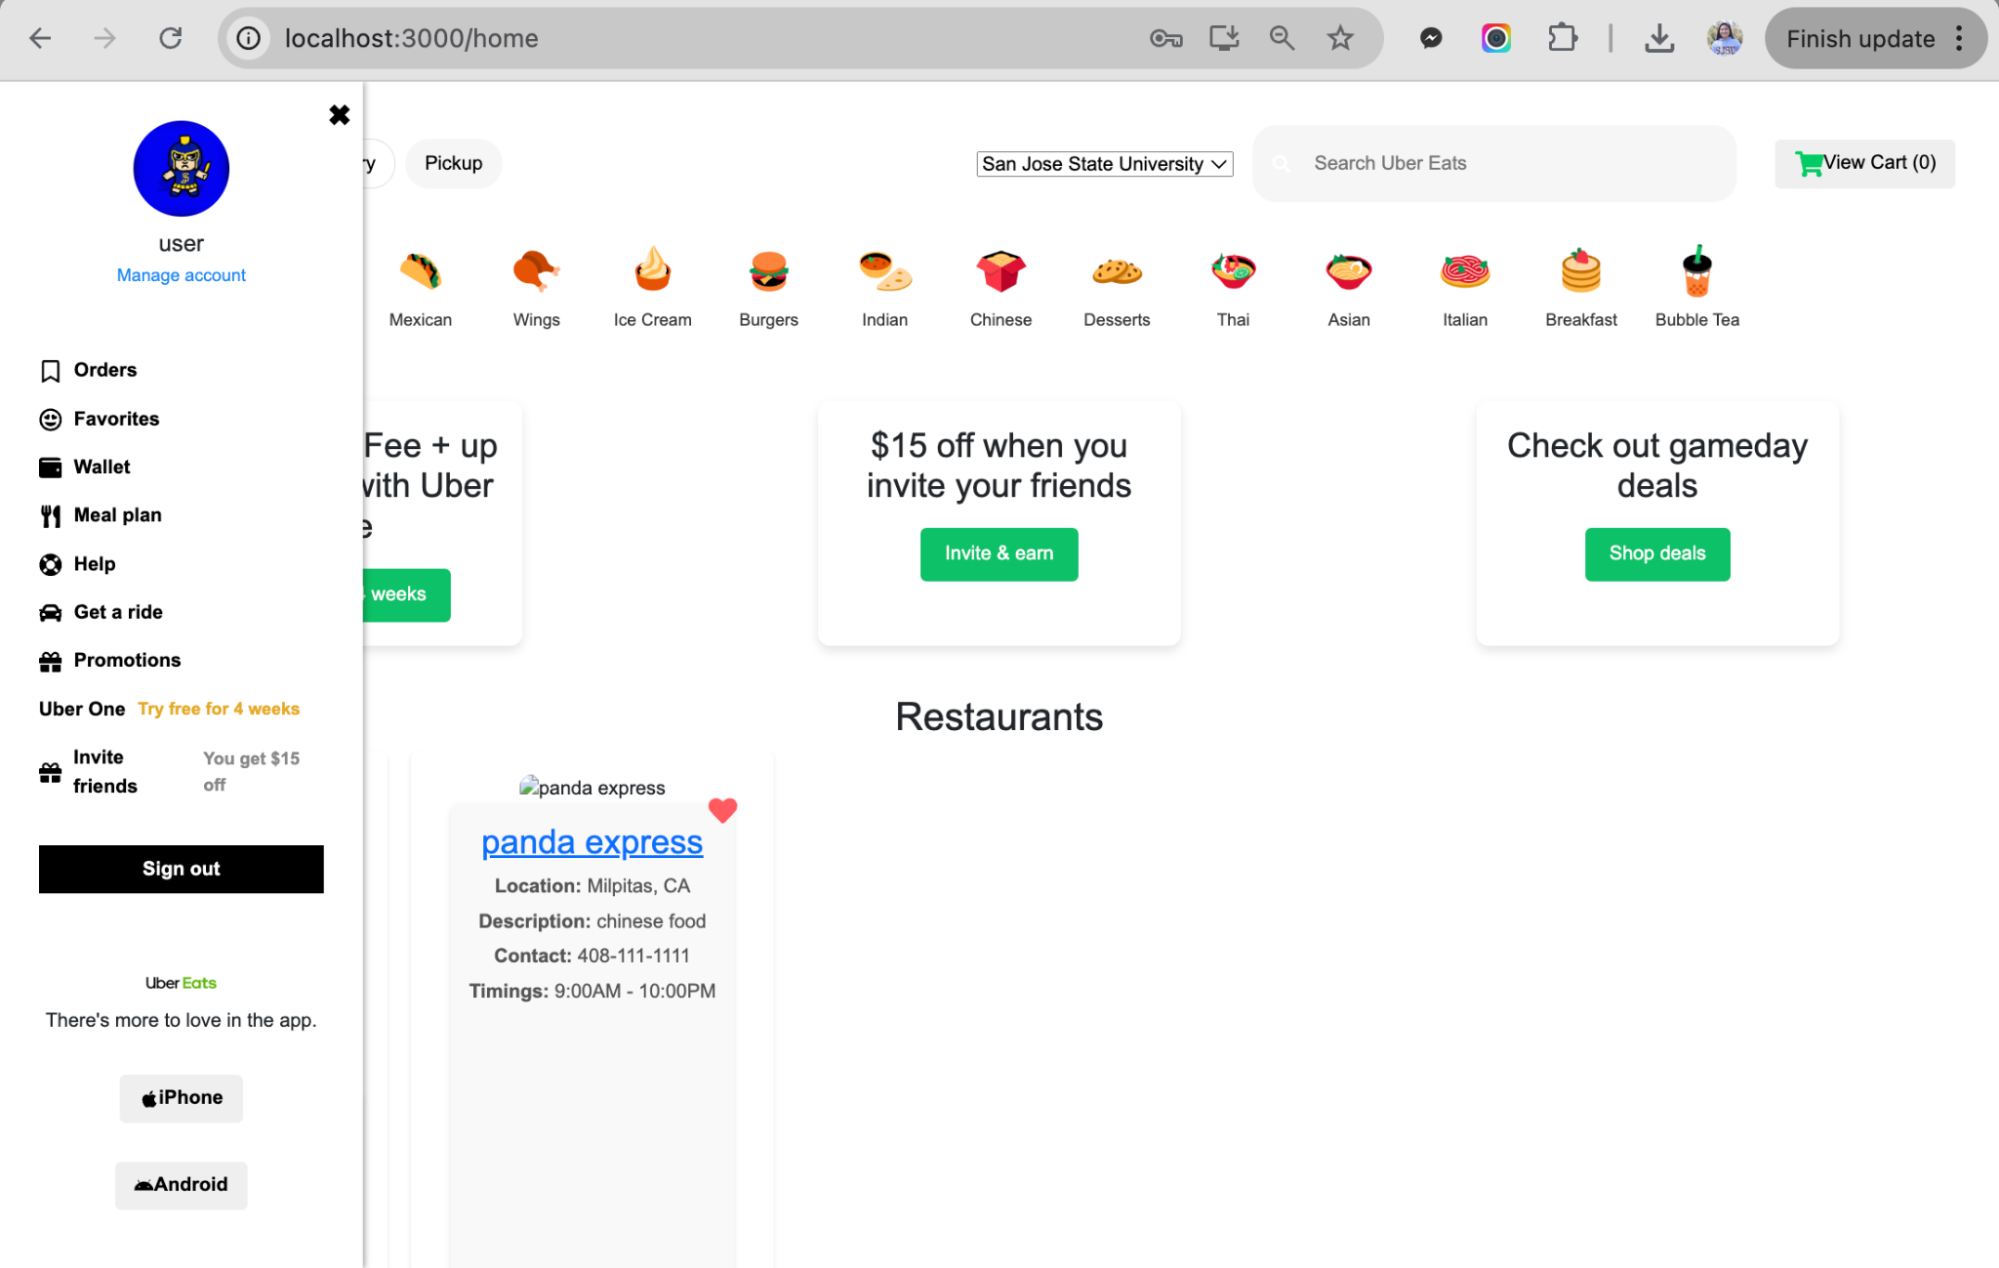 localhost:3000/home
Finish update
✖
user
Manage account
Orders
Favorites
Wallet
Meal plan
Help
Get a ride
Promotions
Uber One Try free for 4 weeks
Invite friends
You get $15 off
Sign out
Uber Eats
There's more to love in the app.
iPhone
Android
Pickup
San Jose State University
Search Uber Eats
View Cart (0)
Mexican
Wings
Ice Cream
Burgers
Indian
Chinese
Desserts
Thai
Asian
Italian
Breakfast
Bubble Tea
Fee + up
with Uber
weeks
$15 off when you
invite your friends
Invite & earn
Check out gameday
deals
Shop deals
Restaurants
panda express
panda express
Location: Milpitas, CA
Description: chinese food
Contact: 408-111-1111
Timings: 9:00AM - 10:00PM